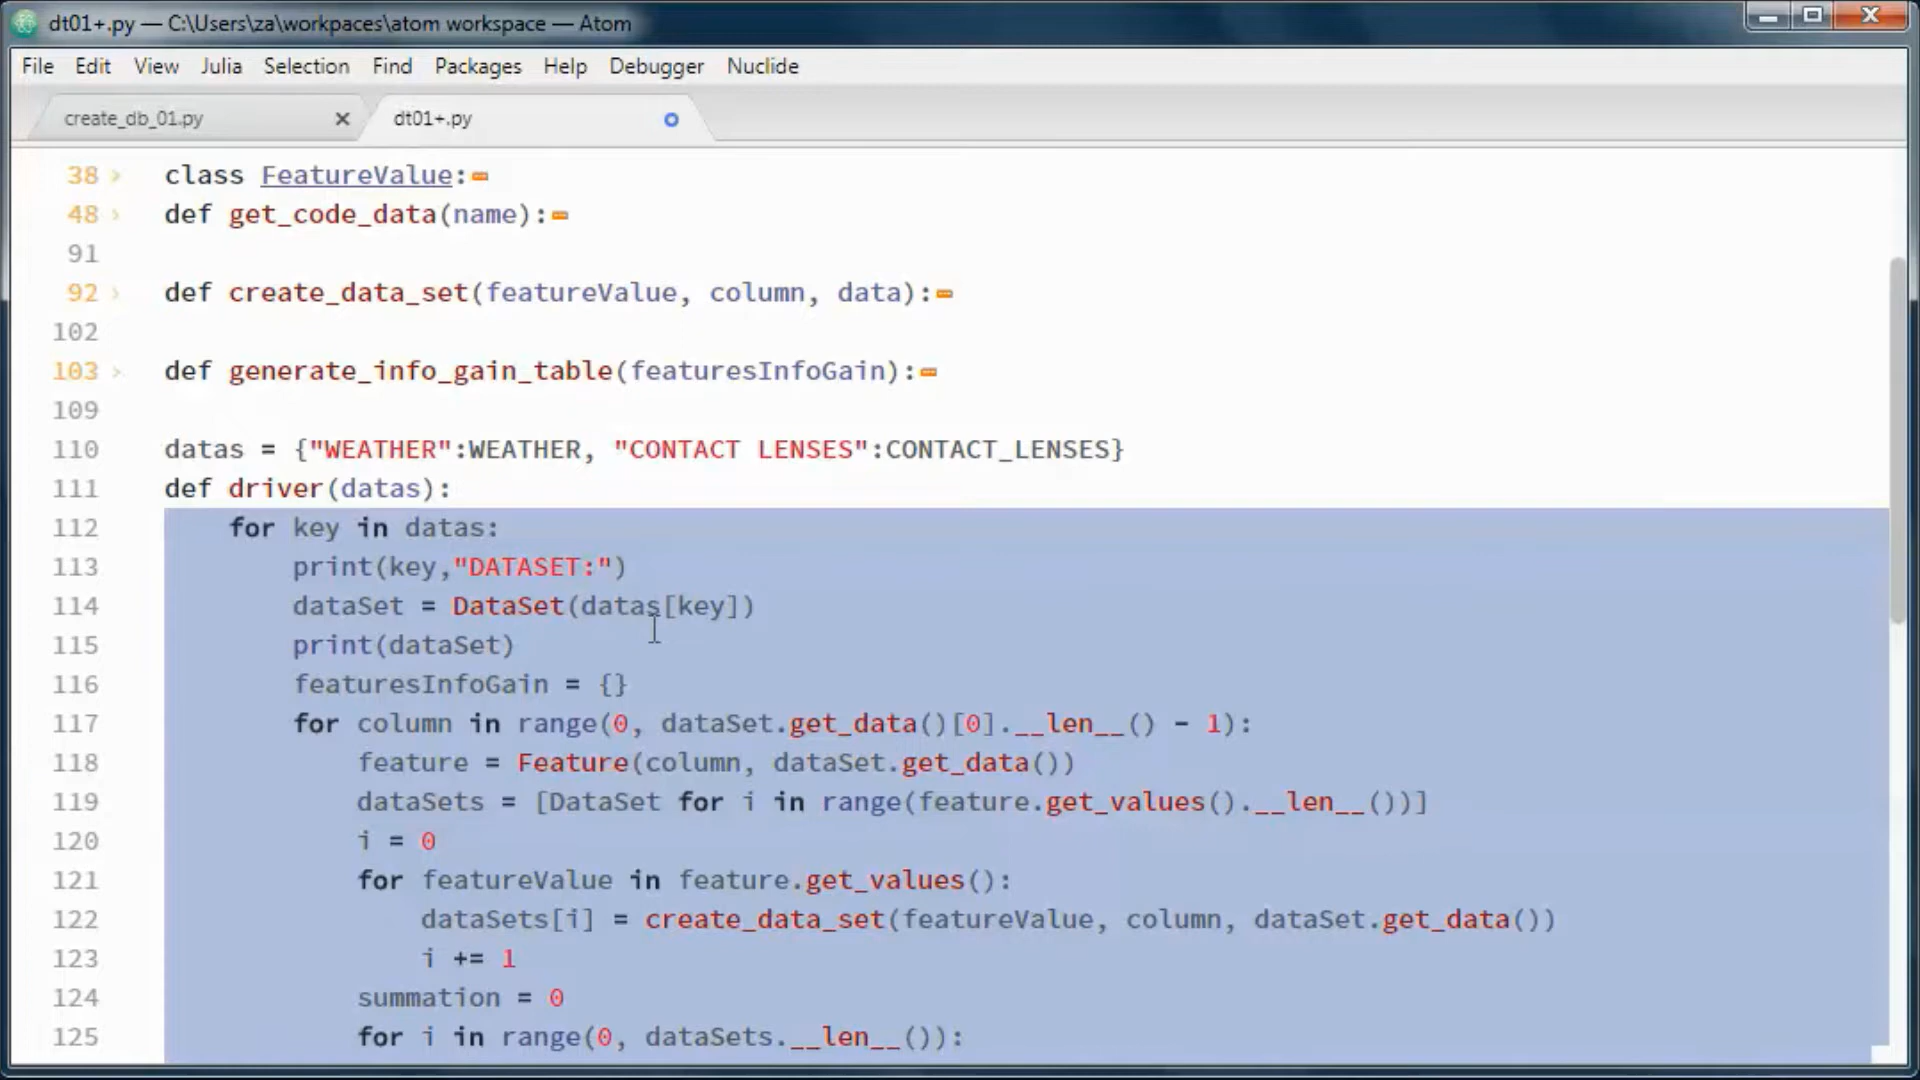 dt01+.py — C:\Users\za\workpaces\atom workspace — Atom
File Edit View Julia Selection Find Packages Help Debugger Nuclide
create_db_01.py dt01+.py
38 class FeatureValue:
48 def get_code_data(name):
91
92 def create_data_set(featureValue, column, data):
102
103 def generate_info_gain_table(featuresInfoGain):
109
110 datas = {"WEATHER":WEATHER, "CONTACT LENSES":CONTACT_LENSES}
111 def driver(datas):
112 for key in datas:
113 print(key,"DATASET:")
114 dataSet = DataSet(datas[key])
115 print(dataSet)
116 featuresInfoGain = {}
117 for column in range(0, dataSet.get_data()[0].__len__() - 1):
118 feature = Feature(column, dataSet.get_data())
119 dataSets = [DataSet for i in range(feature.get_values().__len__())]
120 i = 0
121 for featureValue in feature.get_values():
122 dataSets[i] = create_data_set(featureValue, column, dataSet.get_data())
123 i += 1
124 summation = 0
125 for i in range(0, dataSets.__len__()):